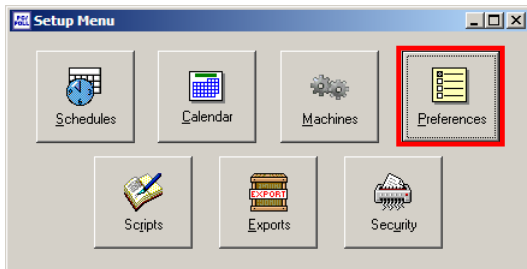 Setup Menu
Schedules
Calendar
Machines
Preferences
EXPORT
Scripts
Exports
Security